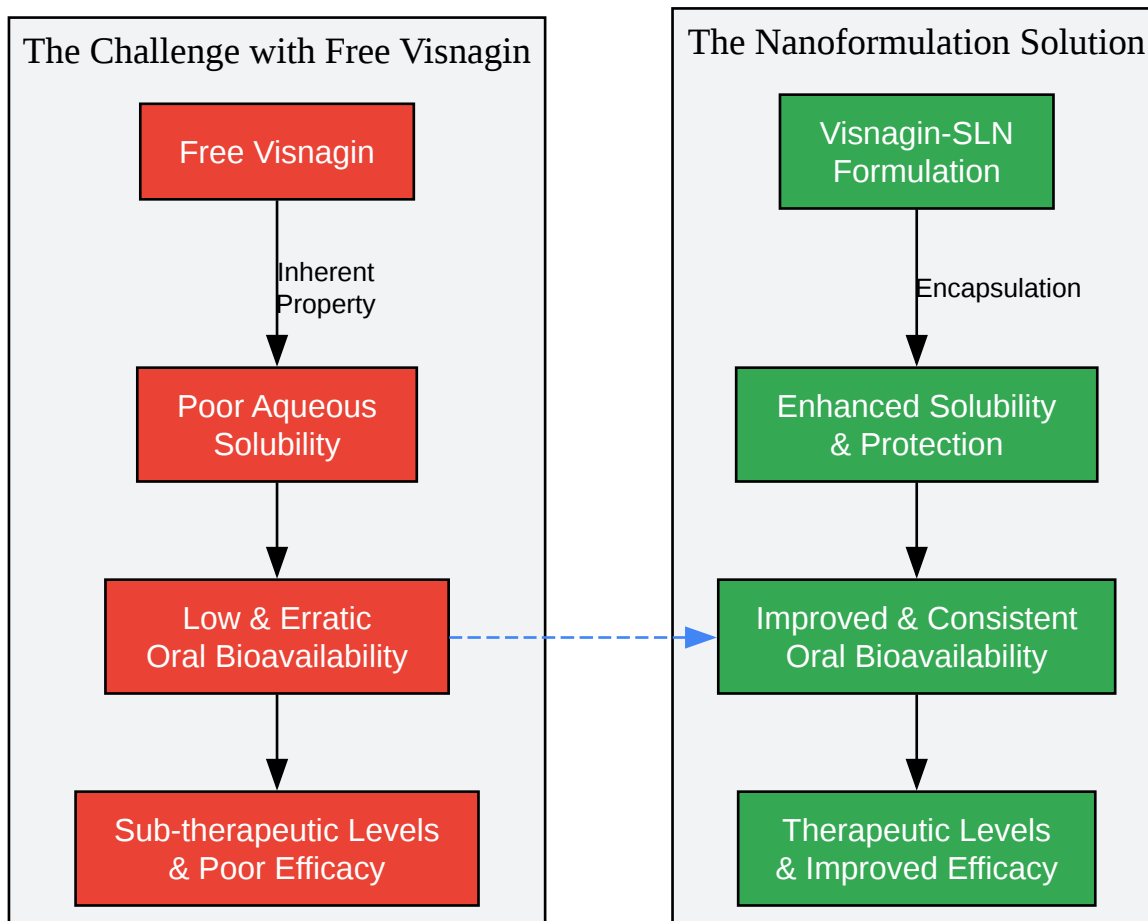 The Challenge with Free Visnagin
Free Visnagin
Inherent
Property
Poor Aqueous
Solubility
Low & Erratic
Oral Bioavailability
Sub-therapeutic Levels
& Poor Efficacy
The Nanoformulation Solution
Visnagin-SLN
Formulation
Encapsulation
Enhanced Solubility
& Protection
Improved & Consistent
Oral Bioavailability
Therapeutic Levels
& Improved Efficacy